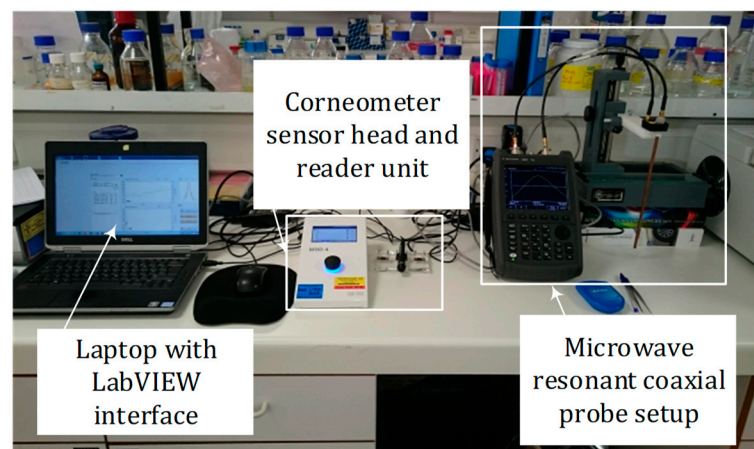 Corneometer
sensor head and
reader unit
DELL
Laptop with
LabVIEW
interface
Microwave
resonant coaxial
probe setup